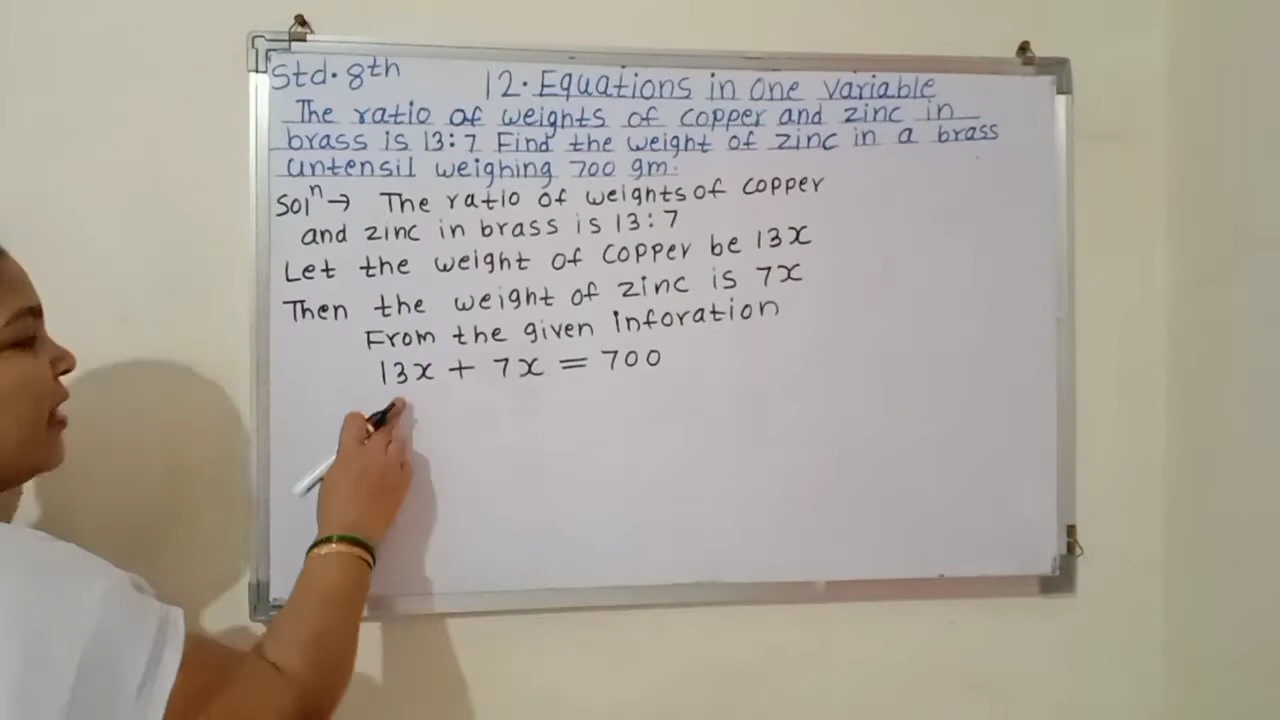 Std. 8th
12. Equations in one variable
The ratio of weights of copper and zinc in
brass is 13:7 Find the weight of zinc in a brass
untensil weighing 700 gm.
Solⁿ → The ratio of weights of copper
and zinc in brass is 13:7
Let the weight of copper be 13x
Then the weight of zinc is 7x
From the given inforation
13x + 7x = 700